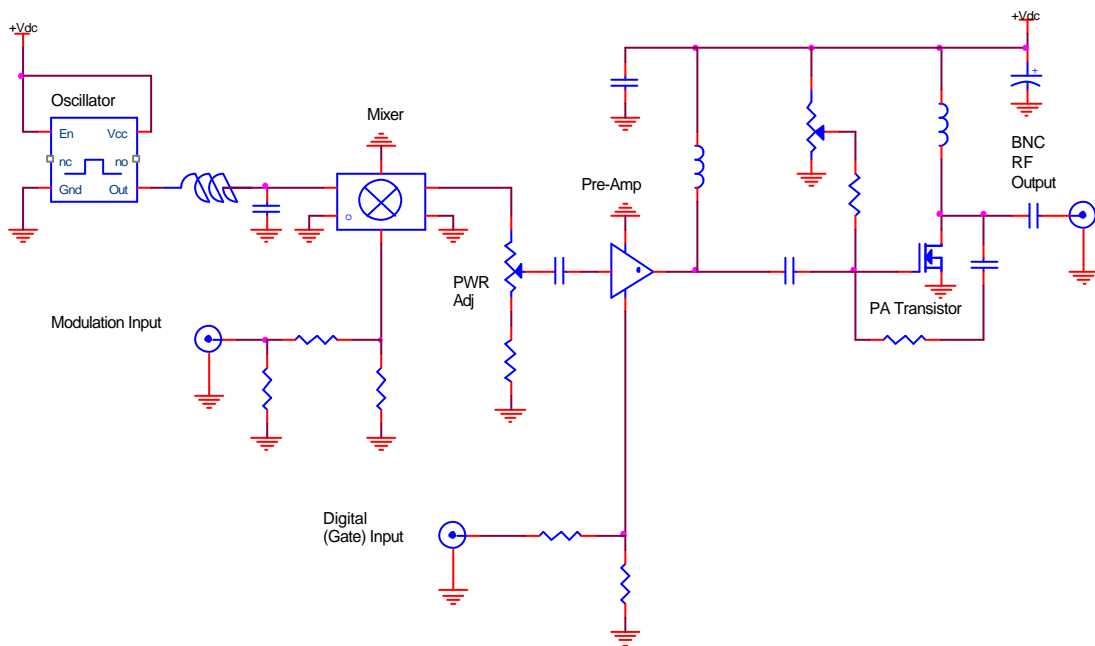 +Vdc
+Vdc
Oscillator
En
Vcc
nc
no
Gnd
Out
Mixer
BNC
RF
Output
Pre-Amp
PWR
Adj
PA Transistor
Modulation Input
Digital
(Gate) Input
+